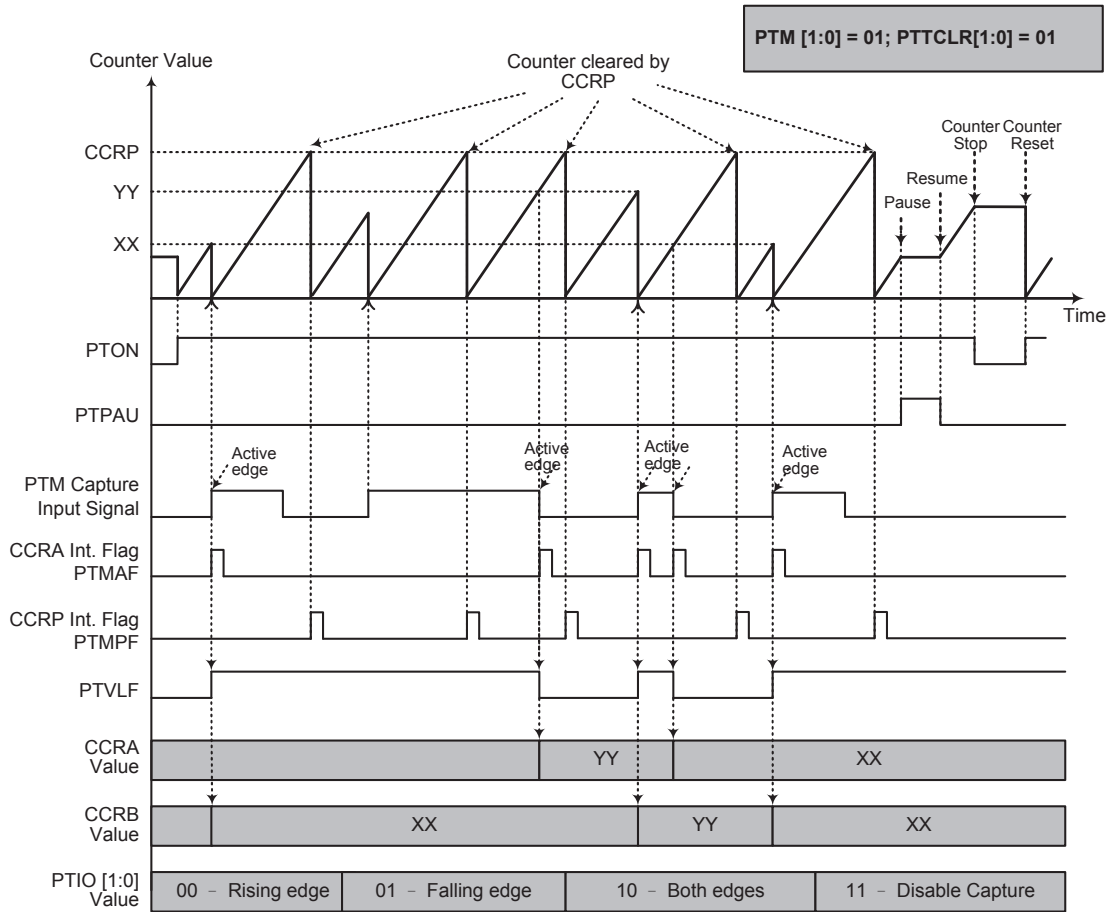 PTM [1:0] = 01; PTTCLR[1:0] = 01
Counter Value
Counter cleared by
CCRP
Counter
Stop
Counter
Reset
CCRP
YY
Resume
Pause
XX
Time
PTON
PTPAU
Active
edge
Active
edge
Active
edge
Active
edge
PTM Capture
Input Signal
CCRA Int. Flag
PTMAF
CCRP Int. Flag
PTMPF
PTVLF
CCRA
Value
YY
XX
CCRB
Value
XX
YY
XX
PTIO [1:0]
Value
00 – Rising edge
01 – Falling edge
10 – Both edges
11 – Disable Capture